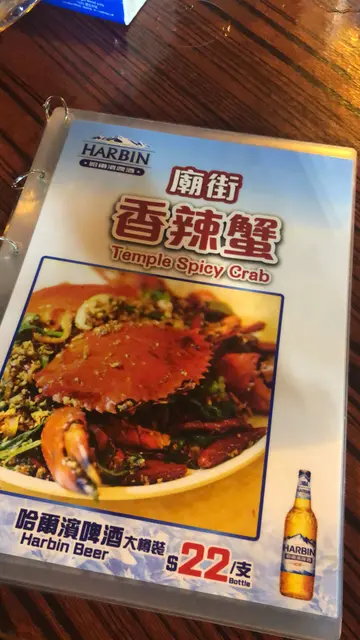 HARBIN
哈爾濱啤酒
廟街
香辣蟹
Temple Spicy Crab
哈爾濱啤酒大樽裝
Harbin Beer
$22/支
Bottle
HARBIN